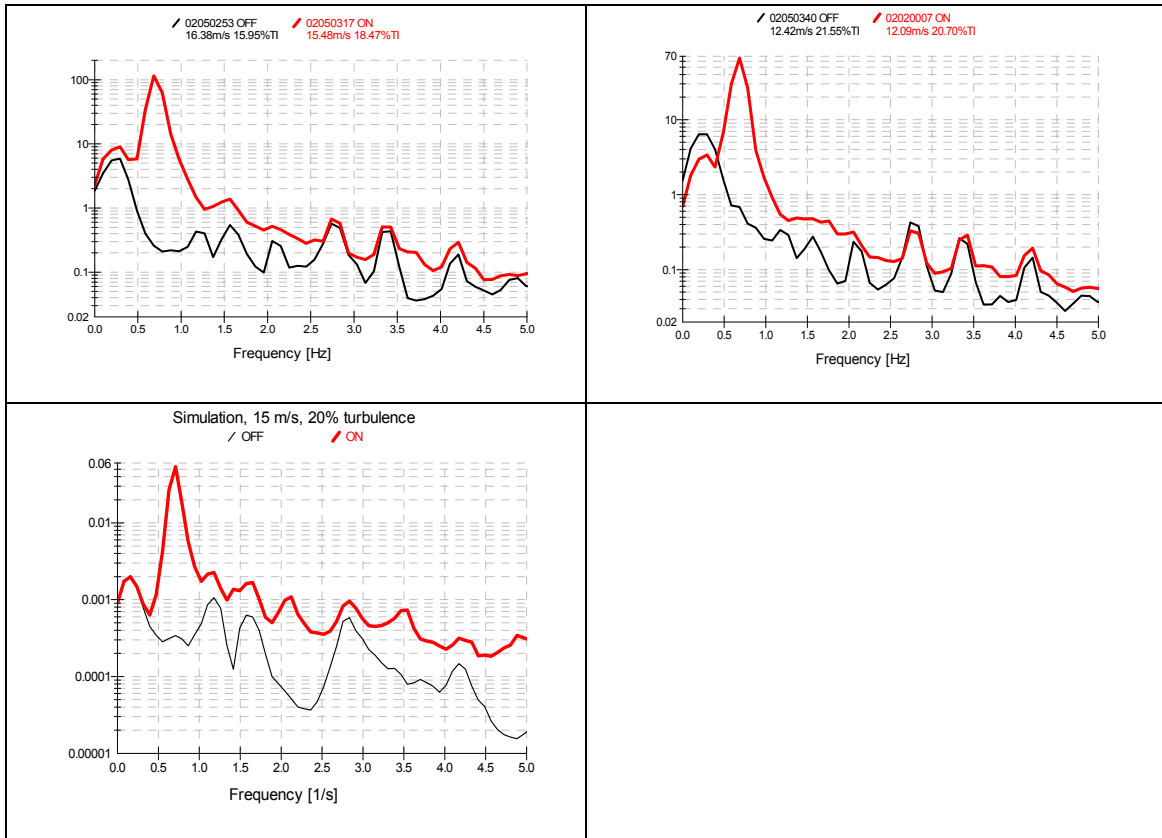 02050253 OFF 02050317 ON
16.38m/s 15.95%TI 15.48m/s 18.47%TI
100
10
1
0.1
0.02
0.0 0.5 1.0 1.5 2.0 2.5 3.0 3.5 4.0 4.5 5.0
Frequency [Hz]
02050340 OFF 02020007 ON
12.42m/s 21.55%TI 12.09m/s 20.70%TI
70
10
1
0.1
0.02
0.0 0.5 1.0 1.5 2.0 2.5 3.0 3.5 4.0 4.5 5.0
Frequency [Hz]
Simulation, 15 m/s, 20% turbulence
OFF ON
0.06
0.01
0.001
0.0001
0.00001
0.0 0.5 1.0 1.5 2.0 2.5 3.0 3.5 4.0 4.5 5.0
Frequency [1/s]